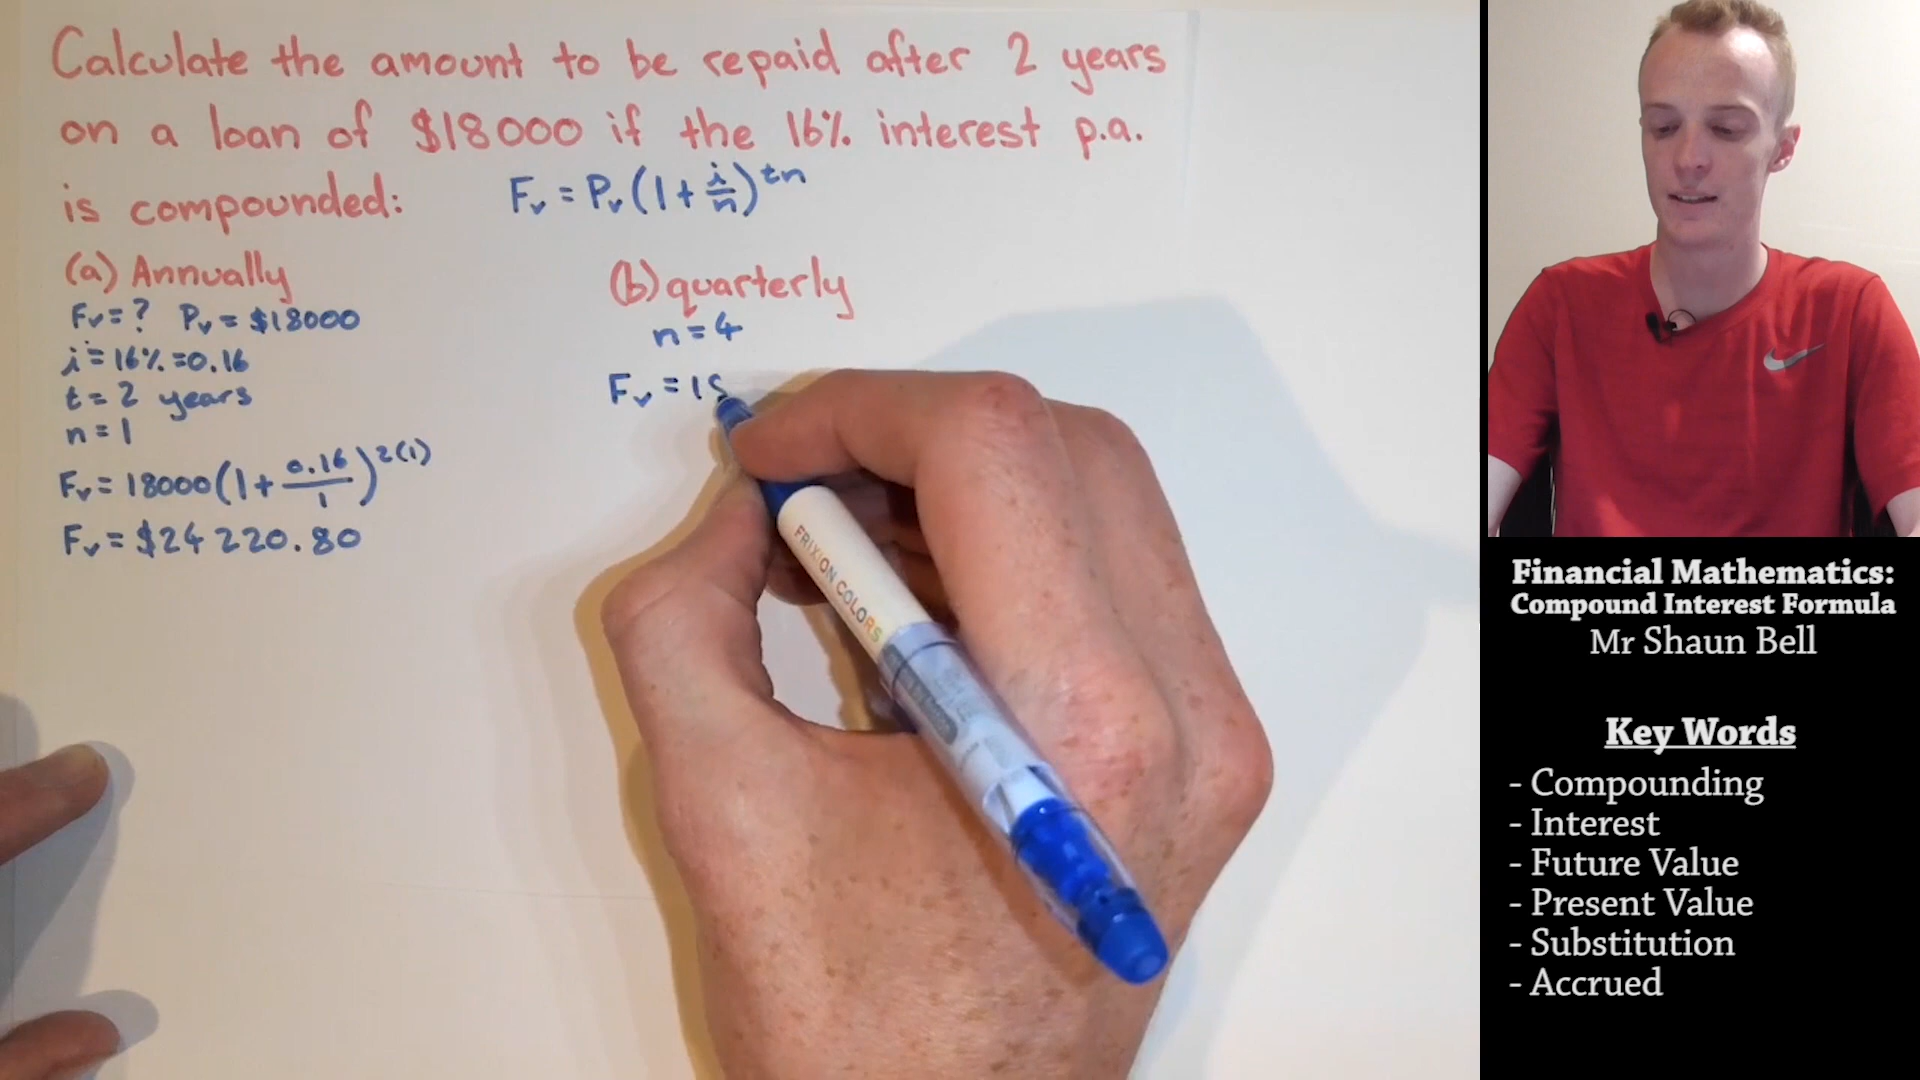 Calculate the amount to be repaid after 2 years
on a loan of $18000 if the 16% interest p.a.
is compounded:
Fv = Pv(1+i/n)^tn
(a) Annually
Fv=? Pv=$18000
i=16%=0.16
t=2 years
n=1
Fv=18000(1+0.16/1)^2(1)
Fv=$24220.80
(b) quarterly
n=4
Fv=1
FRIXION COLORS
Financial Mathematics:
Compound Interest Formula
Mr Shaun Bell
Key Words
- Compounding
- Interest
- Future Value
- Present Value
- Substitution
- Accrued